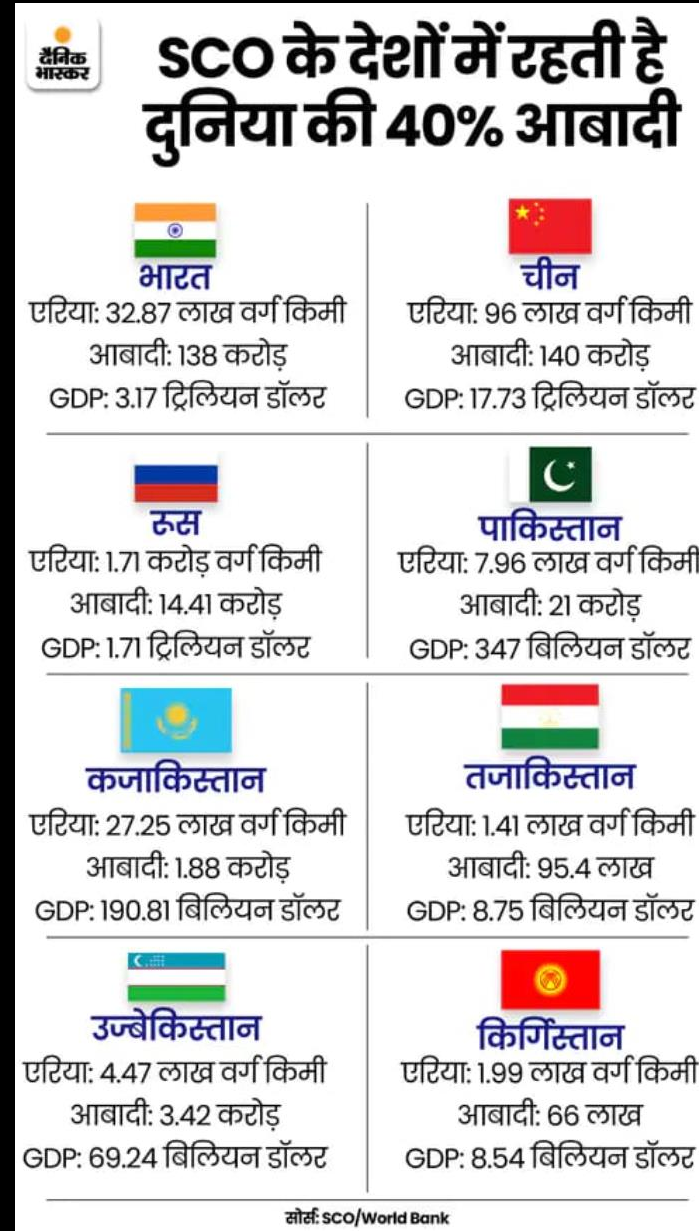 दैनिक
भास्कर
SCO के देशों में रहती है
दुनिया की 40% आबादी
भारत
एरिया: 32.87 लाख वर्ग किमी
आबादी: 138 करोड़
GDP: 3.17 ट्रिलियन डॉलर
चीन
एरिया: 96 लाख वर्ग किमी
आबादी: 140 करोड़
GDP: 17.73 ट्रिलियन डॉलर
रूस
एरिया: 1.71 करोड़ वर्ग किमी
आबादी: 14.41 करोड़
GDP: 1.71 ट्रिलियन डॉलर
पाकिस्तान
एरिया: 7.96 लाख वर्ग किमी
आबादी: 21 करोड़
GDP: 347 बिलियन डॉलर
कजाकिस्तान
एरिया: 27.25 लाख वर्ग किमी
आबादी: 1.88 करोड़
GDP: 190.81 बिलियन डॉलर
तजाकिस्तान
एरिया: 1.41 लाख वर्ग किमी
आबादी: 95.4 लाख
GDP: 8.75 बिलियन डॉलर
उज्बेकिस्तान
एरिया: 4.47 लाख वर्ग किमी
आबादी: 3.42 करोड़
GDP: 69.24 बिलियन डॉलर
किर्गिस्तान
एरिया: 1.99 लाख वर्ग किमी
आबादी: 66 लाख
GDP: 8.54 बिलियन डॉलर
सोर्स: SCO/World Bank